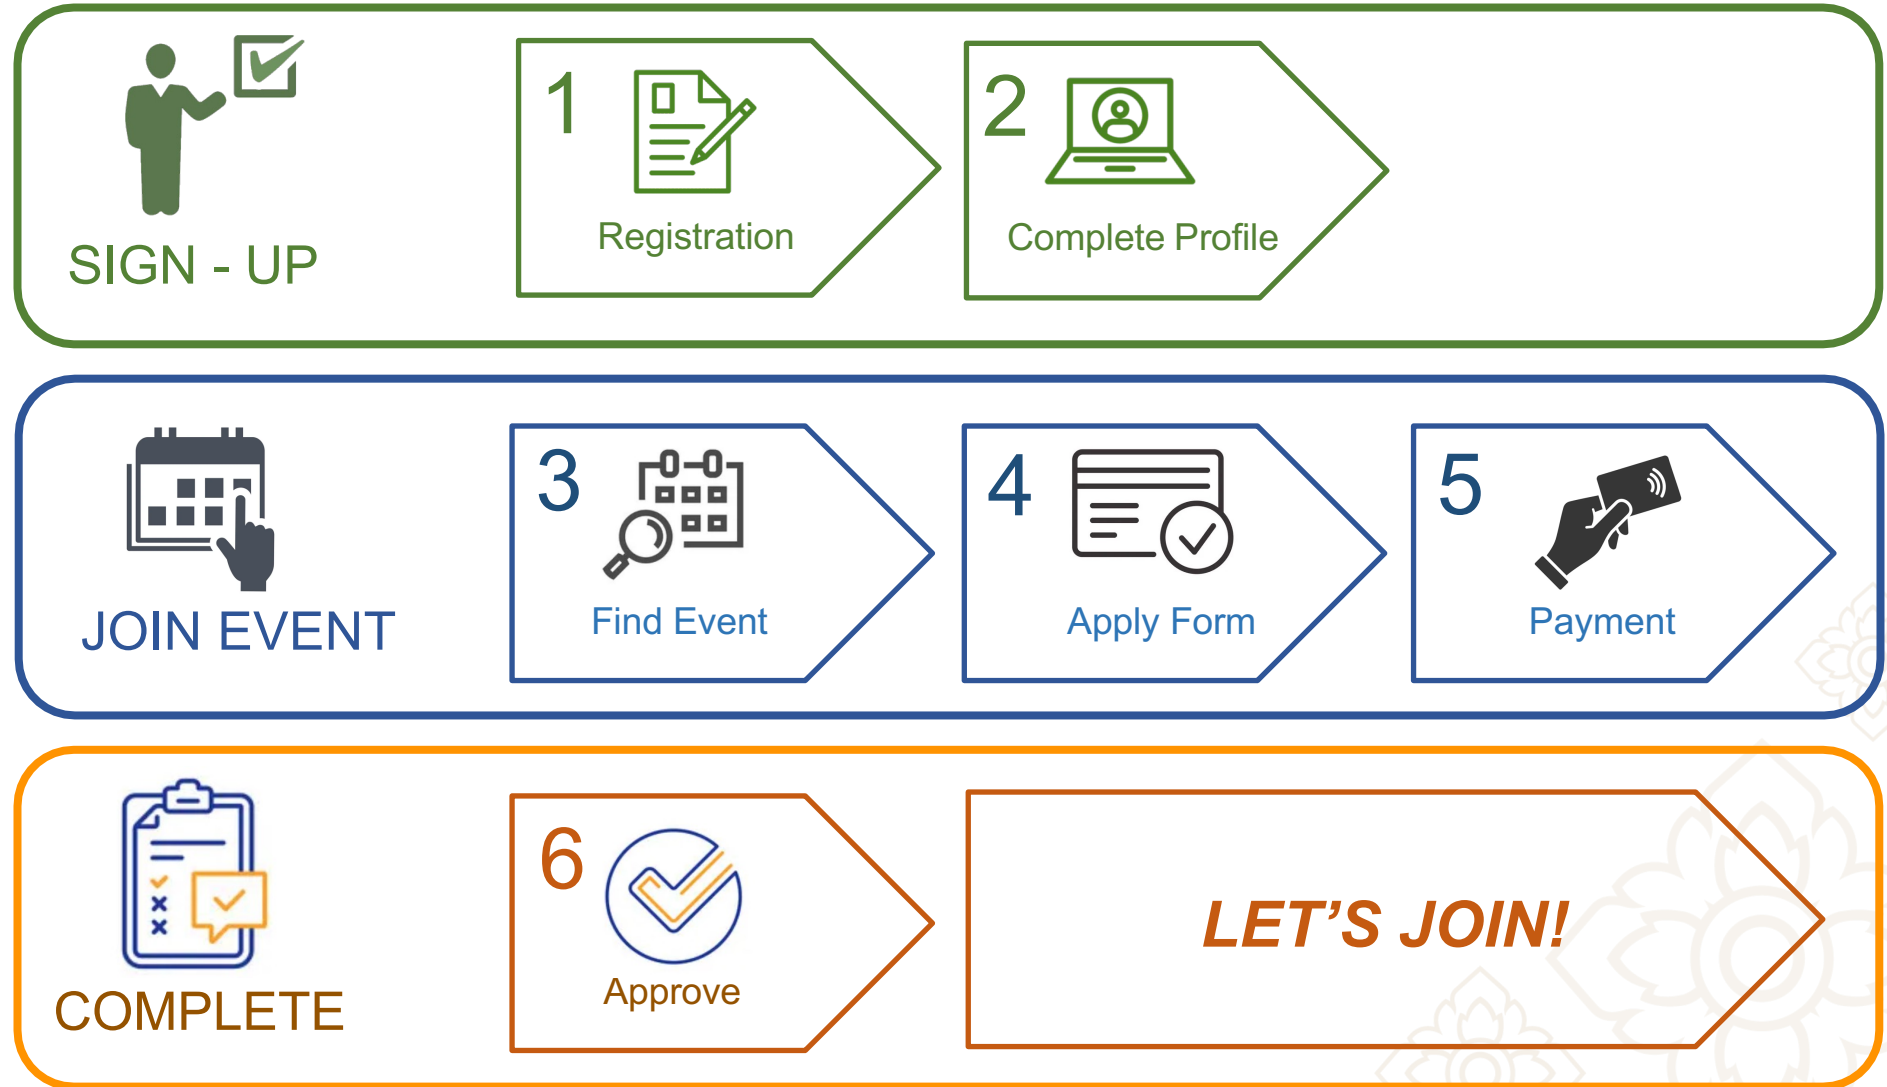 SIGN - UP
1
Registration
2
Complete Profile
JOIN EVENT
3
Find Event
4
Apply Form
5
Payment
COMPLETE
6
Approve
LET’S JOIN!